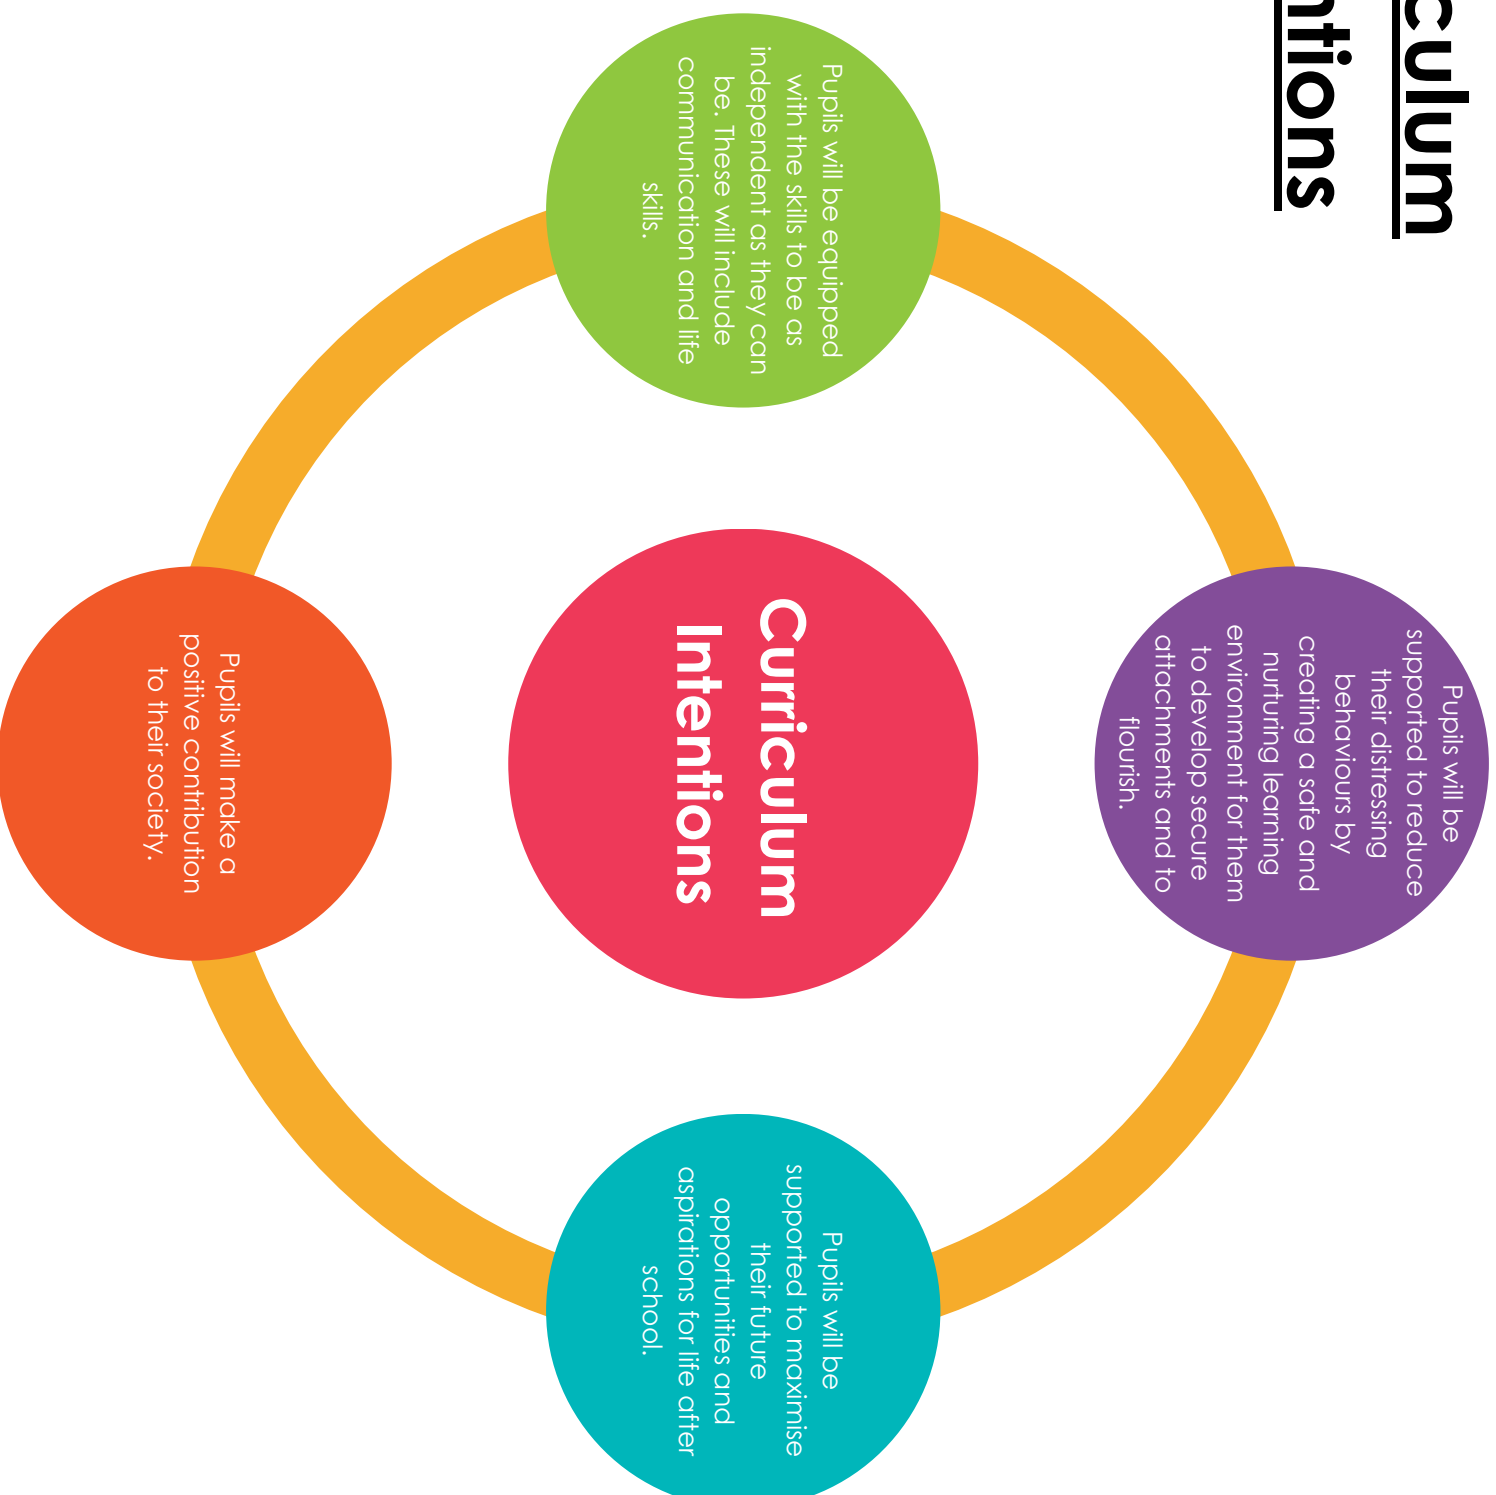 culum
ntions
Pupils will be
supported to reduce
their distressing
behaviours by
creating a safe and
nurturing learning
environment for them
to develop secure
attachments and to
flourish.
Pupils will be equipped
with the skills to be as
independent as they can
be. These will include
communication and life
skills.
Curriculum
Intentions
Pupils will be
supported to maximise
their future
opportunities and
aspirations for life after
school.
Pupils will make a
positive contribution
to their society.